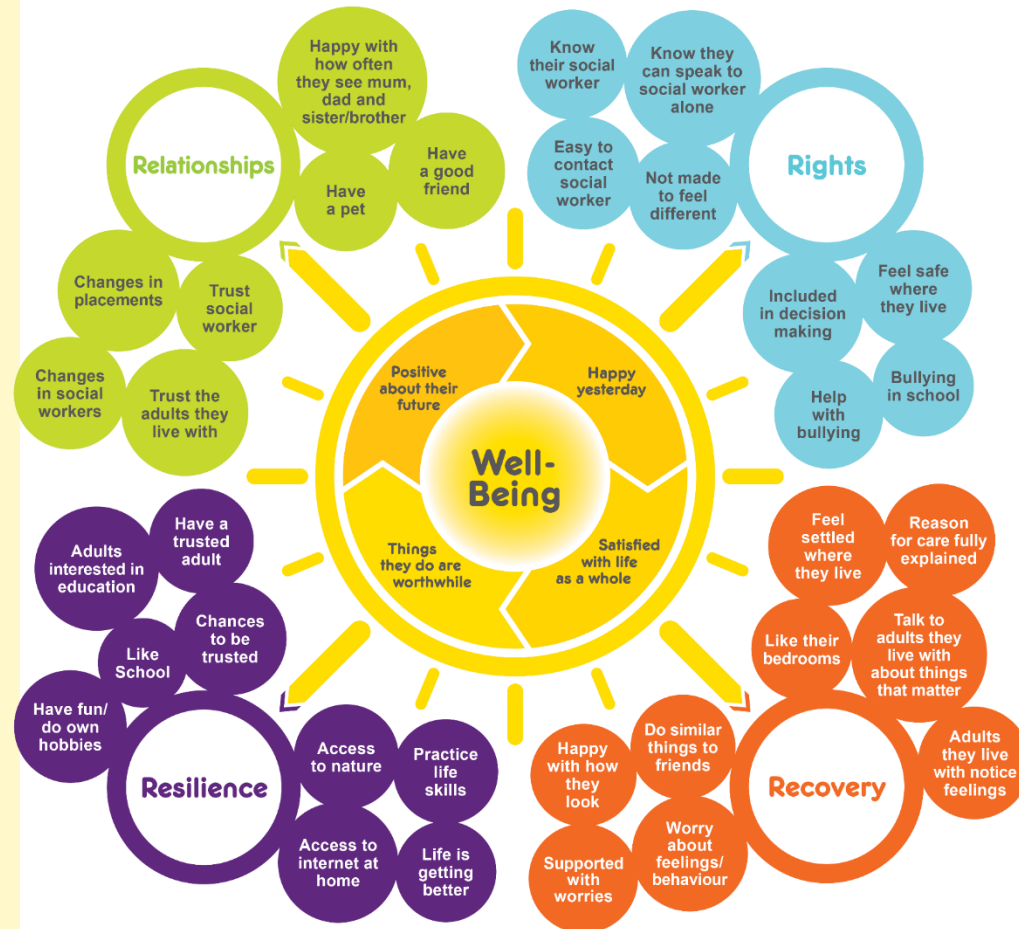 Happy with
how often
they see mum,
dad and
sister/brother
Relationships
Have
a pet
Have
a good
friend
Changes in
placements
Trust
social
worker
Changes
in social
workers
Trust the
adults they
live with
Know
their social
worker
Know they
can speak to
social worker
alone
Easy to
contact
social
worker
Not made
to feel
different
Rights
Included
in decision
making
Feel safe
where
they live
Help
with
bullying
Bullying
in school
Positive
about their
future
Happy
yesterday
Well-
Being
Things
they do are
worthwhile
Satisfied
with life
as a whole
Adults
interested in
education
Have a
trusted
adult
Chances
to be
trusted
Like
School
Have fun/
do own
hobbies
Resilience
Access
to nature
Practice
life
skills
Access to
internet at
home
Life is
getting
better
Feel
settled
where
they live
Reason
for care fully
explained
Like their
bedrooms
Talk to
adults they
live with
about things
that matter
Adults
they live
with notice
feelings
Recovery
Happy
with how
they
look
Do similar
things to
friends
Supported
with
worries
Worry
about
feelings/
behaviour